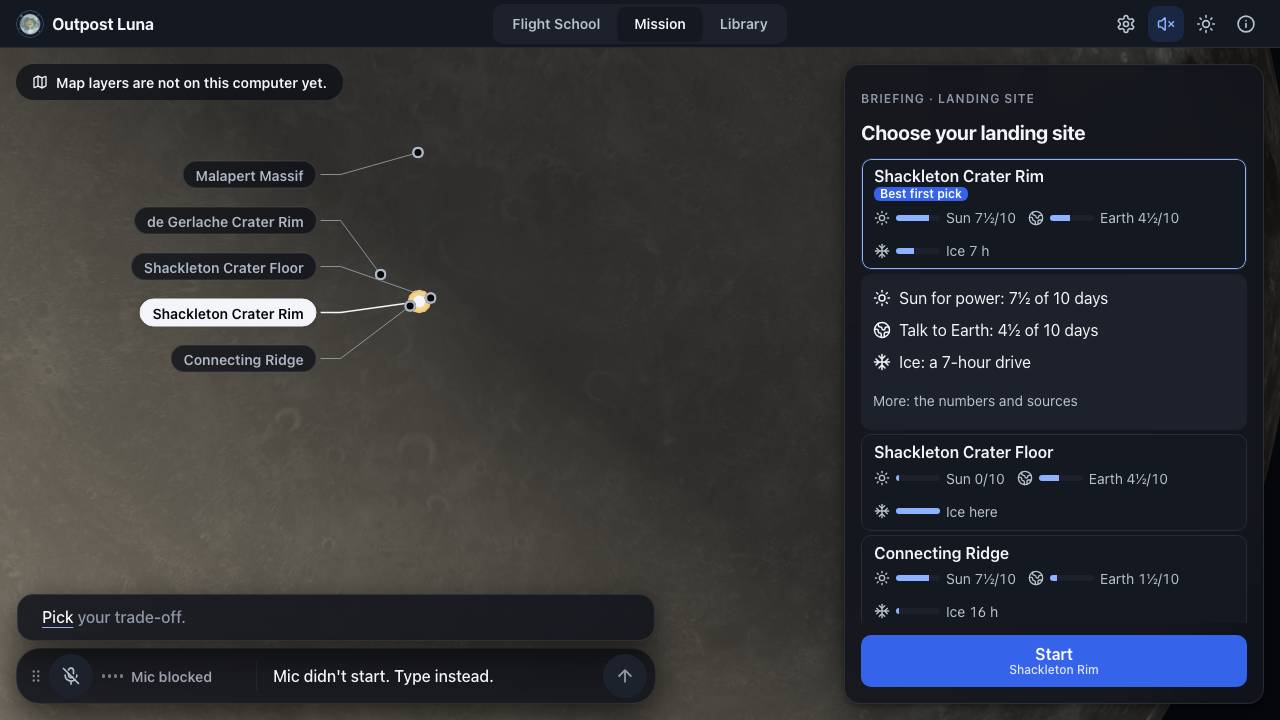 Outpost Luna
Flight School
Mission
Library
Map layers are not on this computer yet.
Malapert Massif
de Gerlache Crater Rim
Shackleton Crater Floor
Shackleton Crater Rim
Connecting Ridge
Pick your trade-off.
Mic blocked
Mic didn't start. Type instead.
BRIEFING · LANDING SITE
Choose your landing site
Shackleton Crater Rim
Best first pick
Sun 7½/10 Earth 4½/10
Ice 7 h
Sun for power: 7½ of 10 days
Talk to Earth: 4½ of 10 days
Ice: a 7-hour drive
More: the numbers and sources
Shackleton Crater Floor
Sun 0/10 Earth 4½/10
Ice here
Connecting Ridge
Sun 7½/10 Earth 1½/10
Ice 16 h
Start
Shackleton Rim